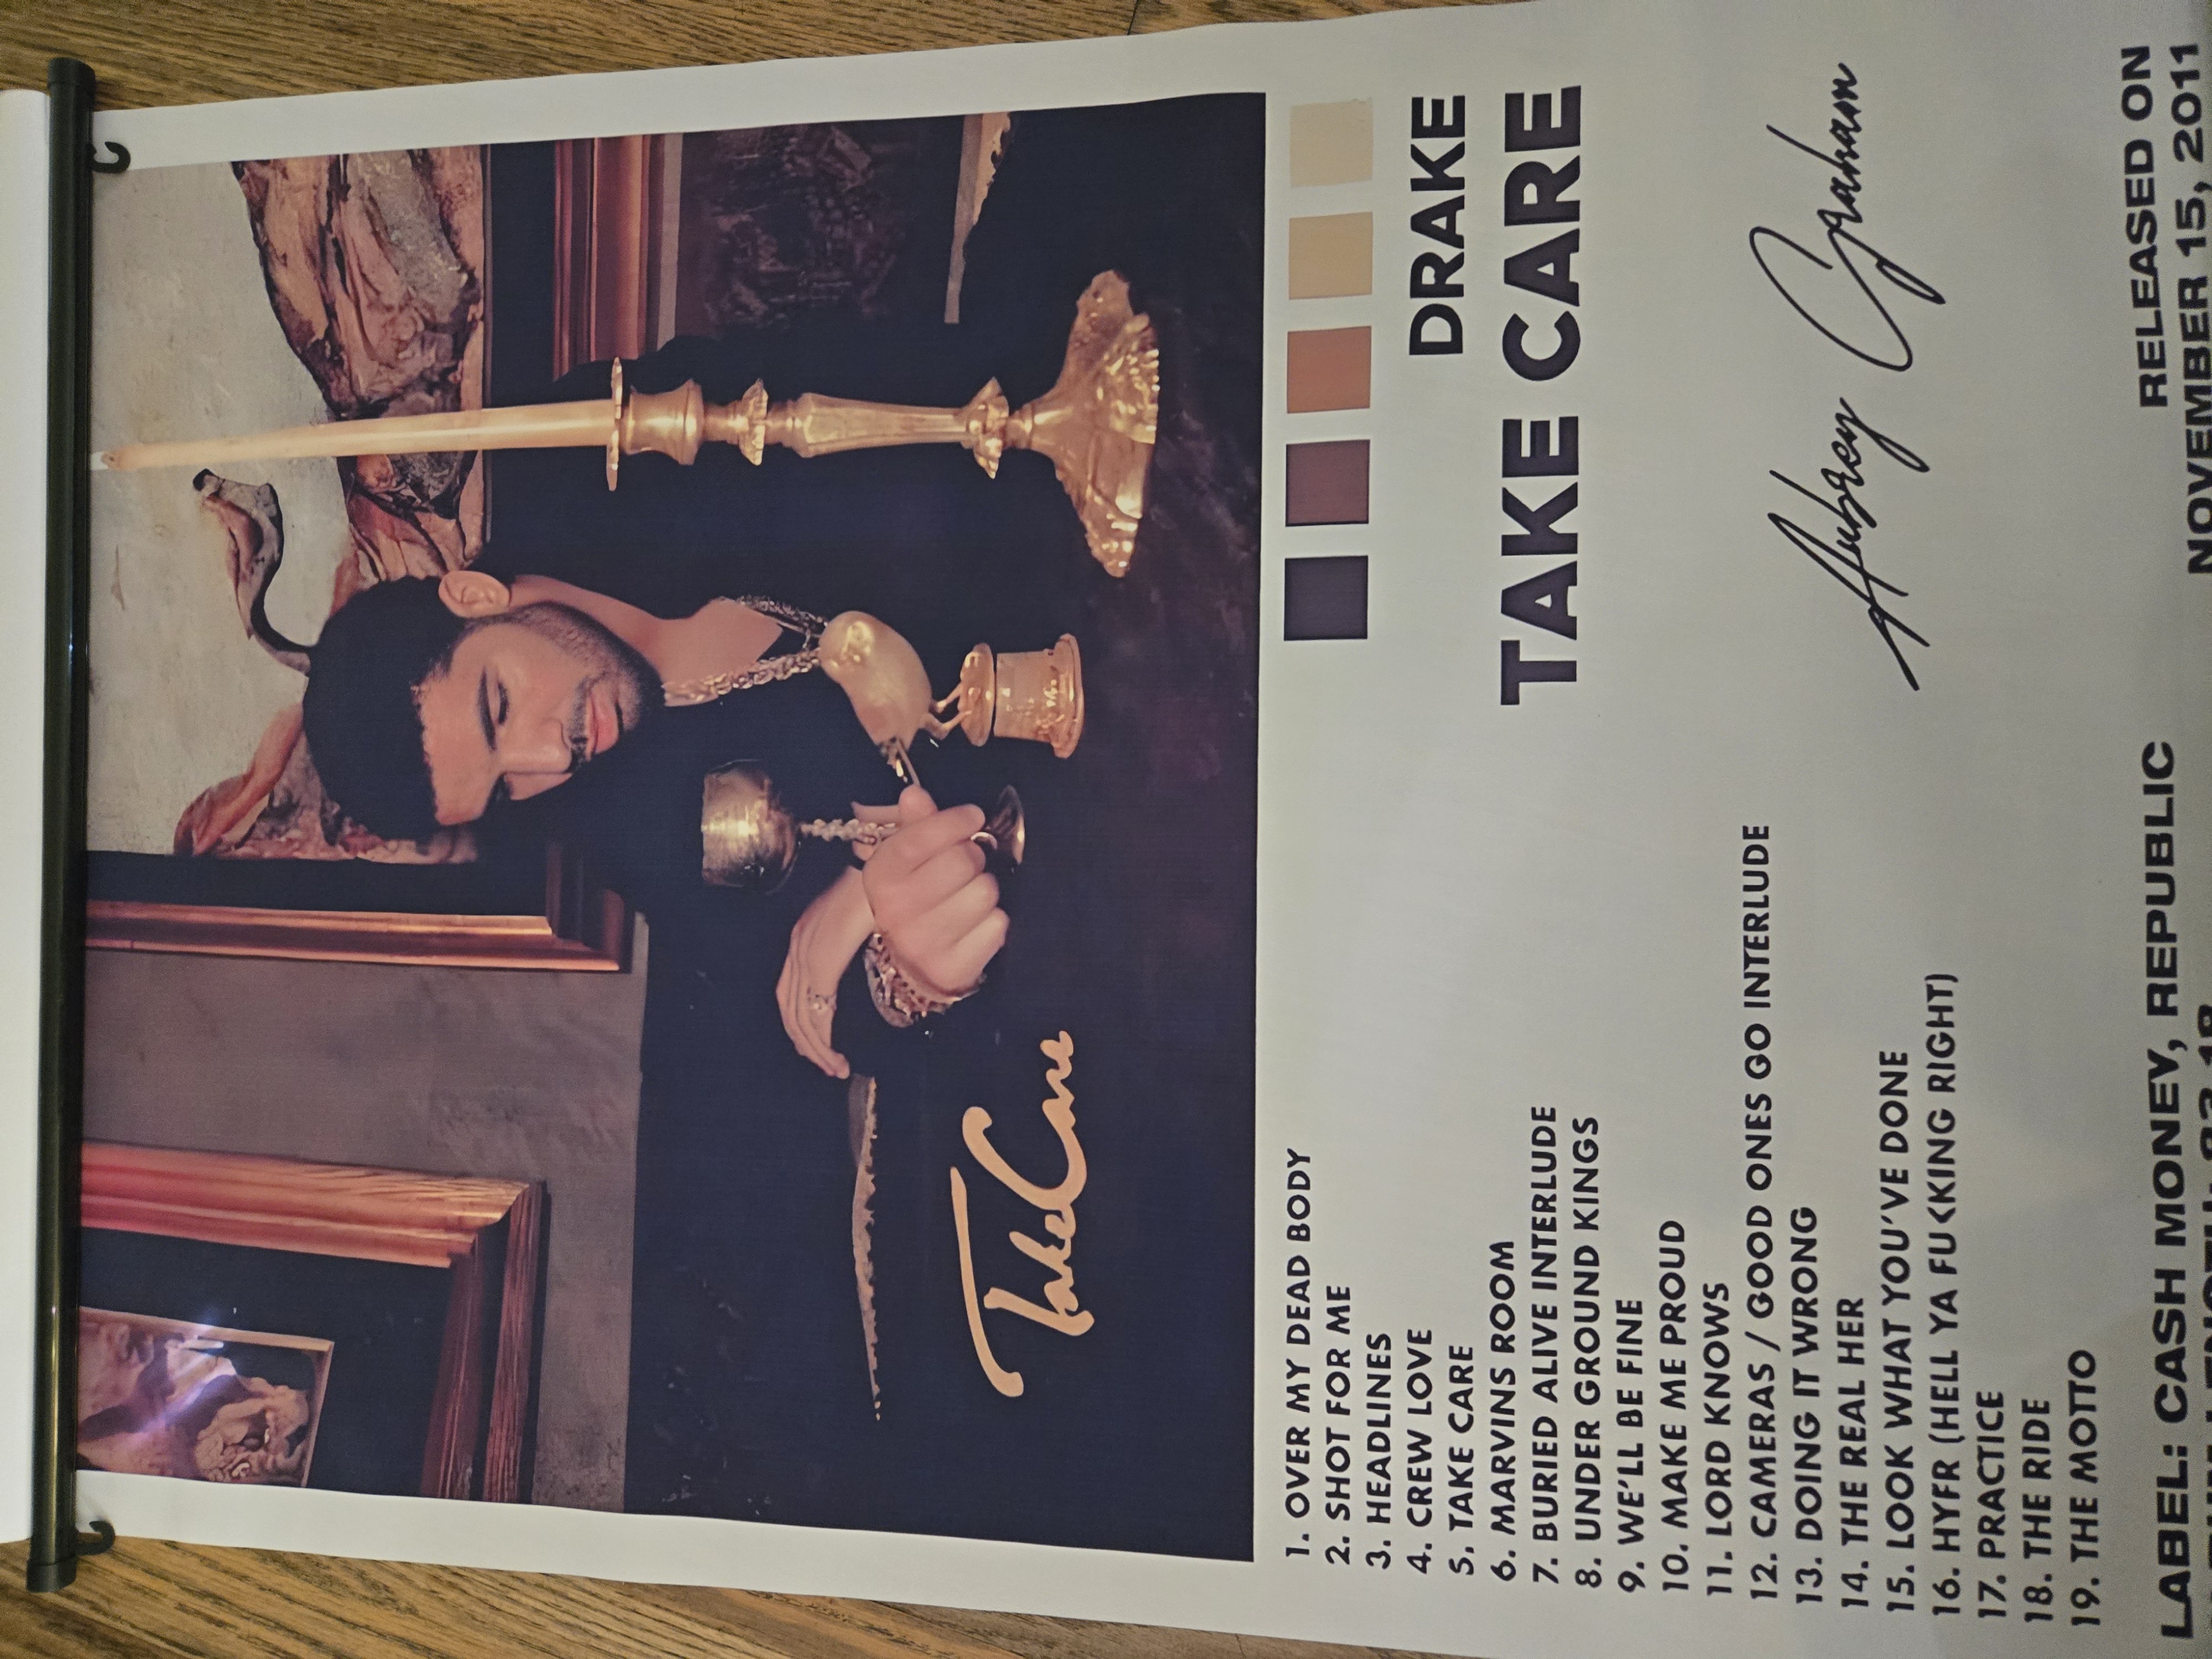 Take Care
DRAKE
TAKE CARE
1. OVER MY DEAD BODY
2. SHOT FOR ME
3. HEADLINES
4. CREW LOVE
5. TAKE CARE
6. MARVINS ROOM
7. BURIED ALIVE INTERLUDE
8. UNDER GROUND KINGS
9. WE'LL BE FINE
10. MAKE ME PROUD
11. LORD KNOWS
12. CAMERAS / GOOD ONES GO INTERLUDE
13. DOING IT WRONG
14. THE REAL HER
15. LOOK WHAT YOU'VE DONE
16. HYFR (HELL YA FU<KING RIGHT)
17. PRACTICE
18. THE RIDE
19. THE MOTTO
Aubrey Graham
LABEL: CASH MONEY, REPUBLIC
RELEASED ON
NOVEMBER 15, 2011